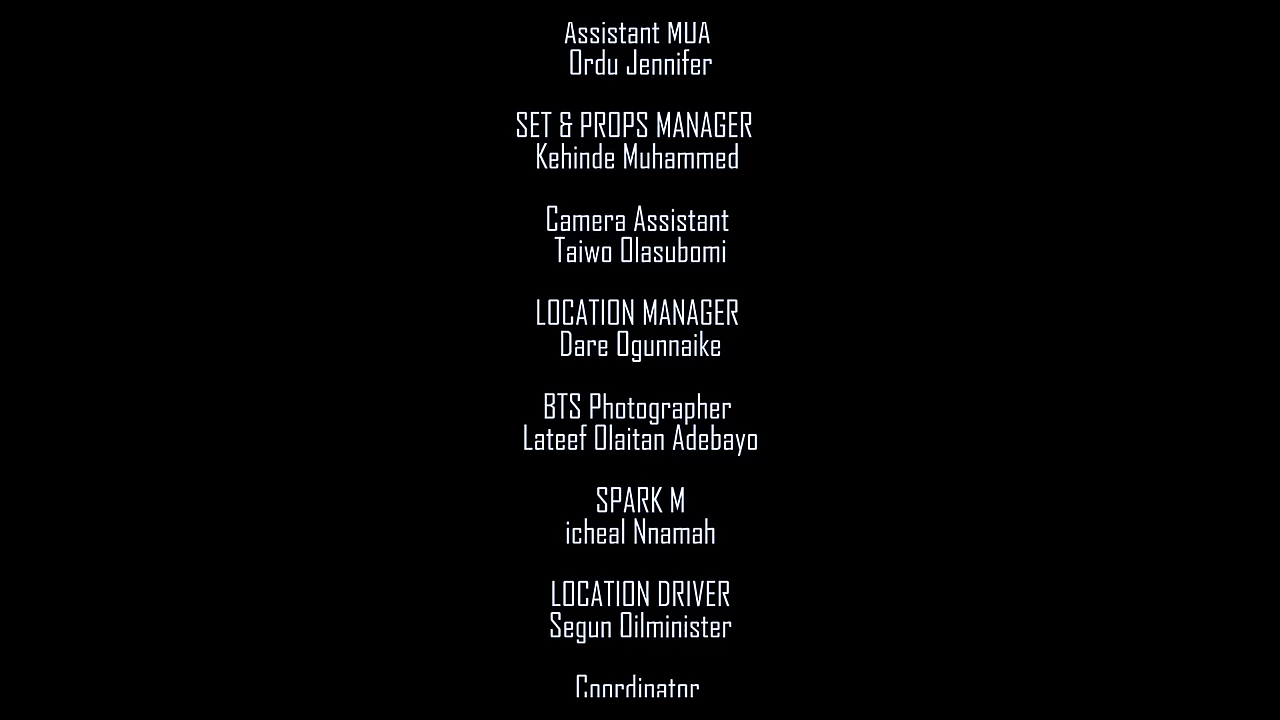 Assistant MUA
Ordu Jennifer
SET & PROPS MANAGER
Kehinde Muhammed
Camera Assistant
Taiwo Olasubomi
LOCATION MANAGER
Dare Ogunnaike
BTS Photographer
Lateef Olaitan Adebayo
SPARK M
icheal Nnamah
LOCATION DRIVER
Segun Oilminister
Coordinator